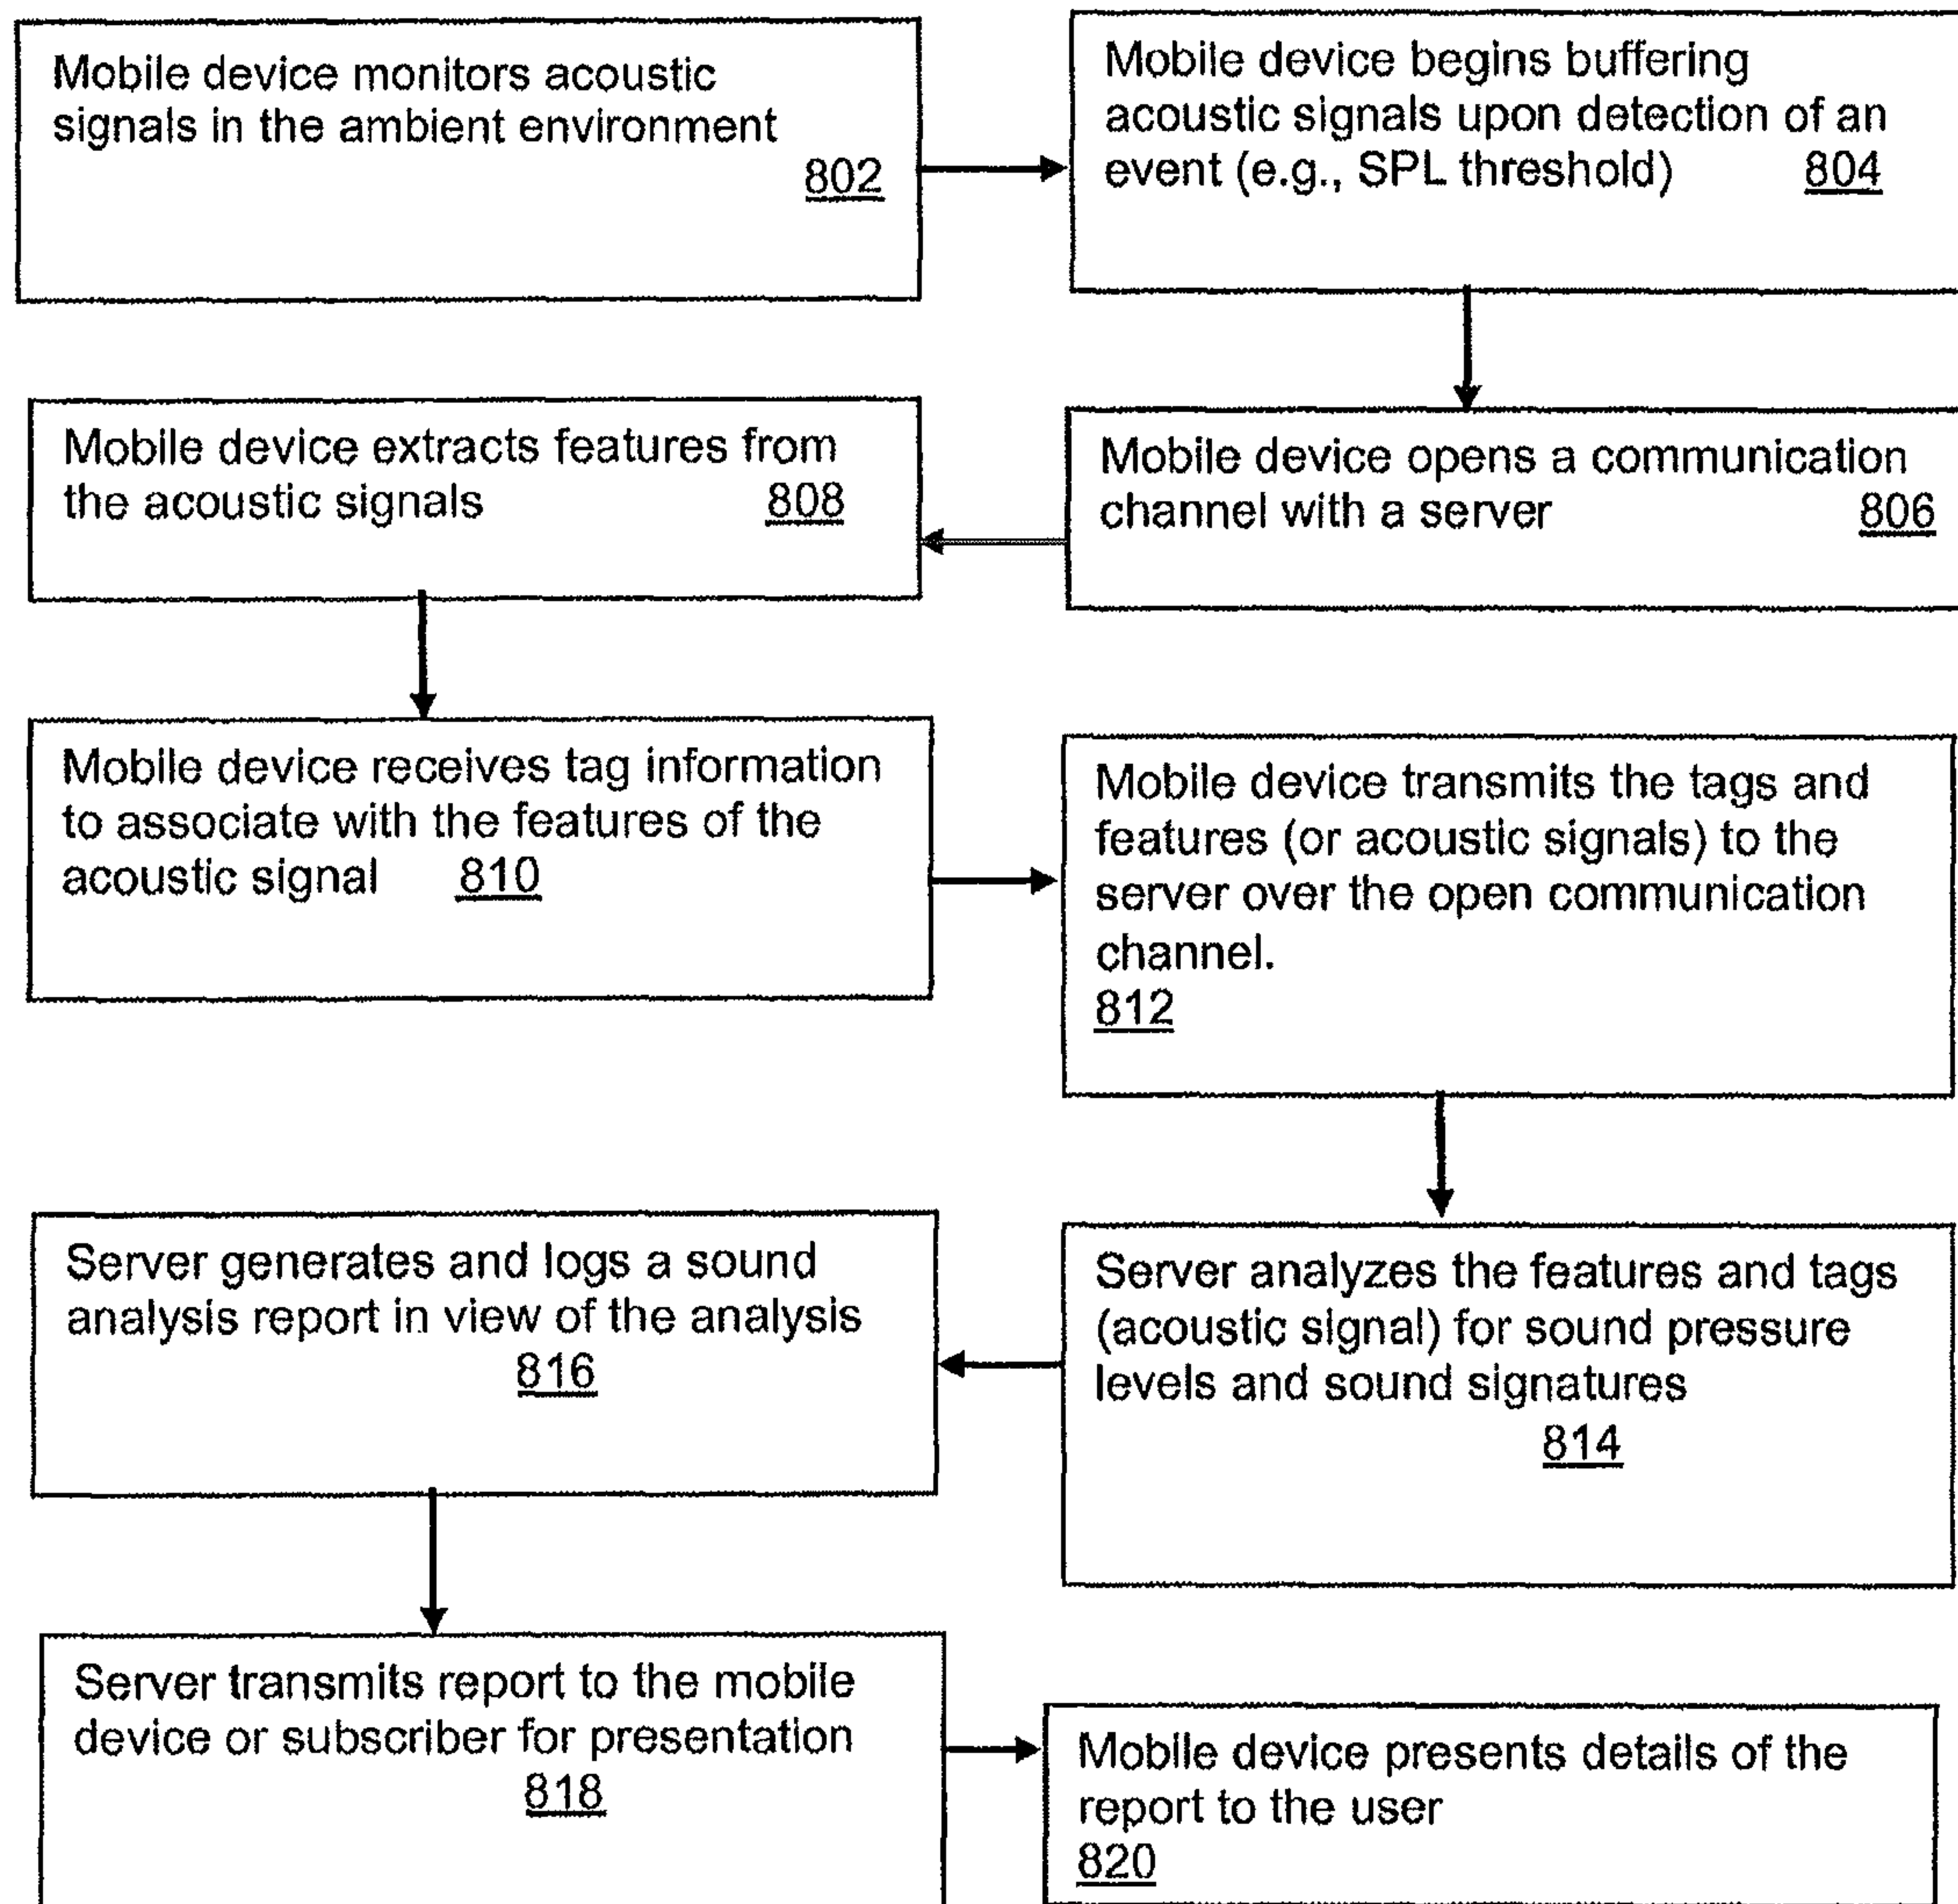 Mobile device monitors acoustic
signals in the ambient environment
802
Mobile device begins buffering
acoustic signals upon detection of an
event (e.g., SPL threshold) 804
Mobile device opens a communication
channel with a server 806
Mobile device extracts features from
the acoustic signals 808
Mobile device receives tag information
to associate with the features of the
acoustic signal 810
Mobile device transmits the tags and
features (or acoustic signals) to the
server over the open communication
channel.
812
Server analyzes the features and tags
(acoustic signal) for sound pressure
levels and sound signatures
814
Server generates and logs a sound
analysis report in view of the analysis
816
Server transmits report to the mobile
device or subscriber for presentation
818
Mobile device presents details of the
report to the user
820